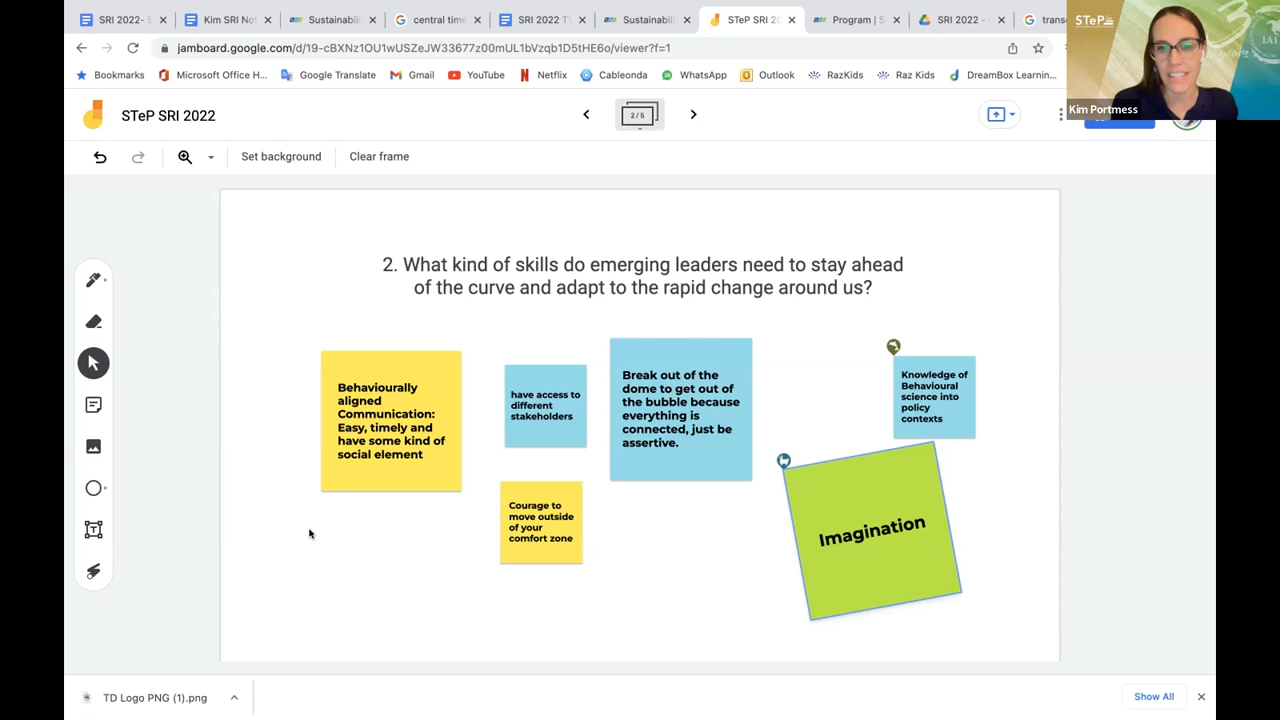 SRI 2022-
Kim SRI Not
Sustainabili
central time
SRI 2022 T
Sustainabili
STeP SRI 20
Program | S
SRI 2022 -
trans
jamboard.google.com/d/19-cBXNz1OU1wUSZeJW33677z00mUL1bVzqb1D5tHE6o/viewer?f=1
Bookmarks
Microsoft Office H...
Google Translate
Gmail
YouTube
Netflix
Cableonda
WhatsApp
Outlook
RazKids
Raz Kids
DreamBox Learnin...
STeP
IAI
Kim Portmess
STeP SRI 2022
2 / 5
Set background
Clear frame
2. What kind of skills do emerging leaders need to stay ahead
of the curve and adapt to the rapid change around us?
Behaviourally
aligned
Communication:
Easy, timely and
have some kind of
social element
have access to
different
stakeholders
Break out of the
dome to get out of
the bubble because
everything is
connected, just be
assertive.
Knowledge of
Behavioural
science into
policy
contexts
Courage to
move outside
of your
comfort zone
Imagination
TD Logo PNG (1).png
Show All